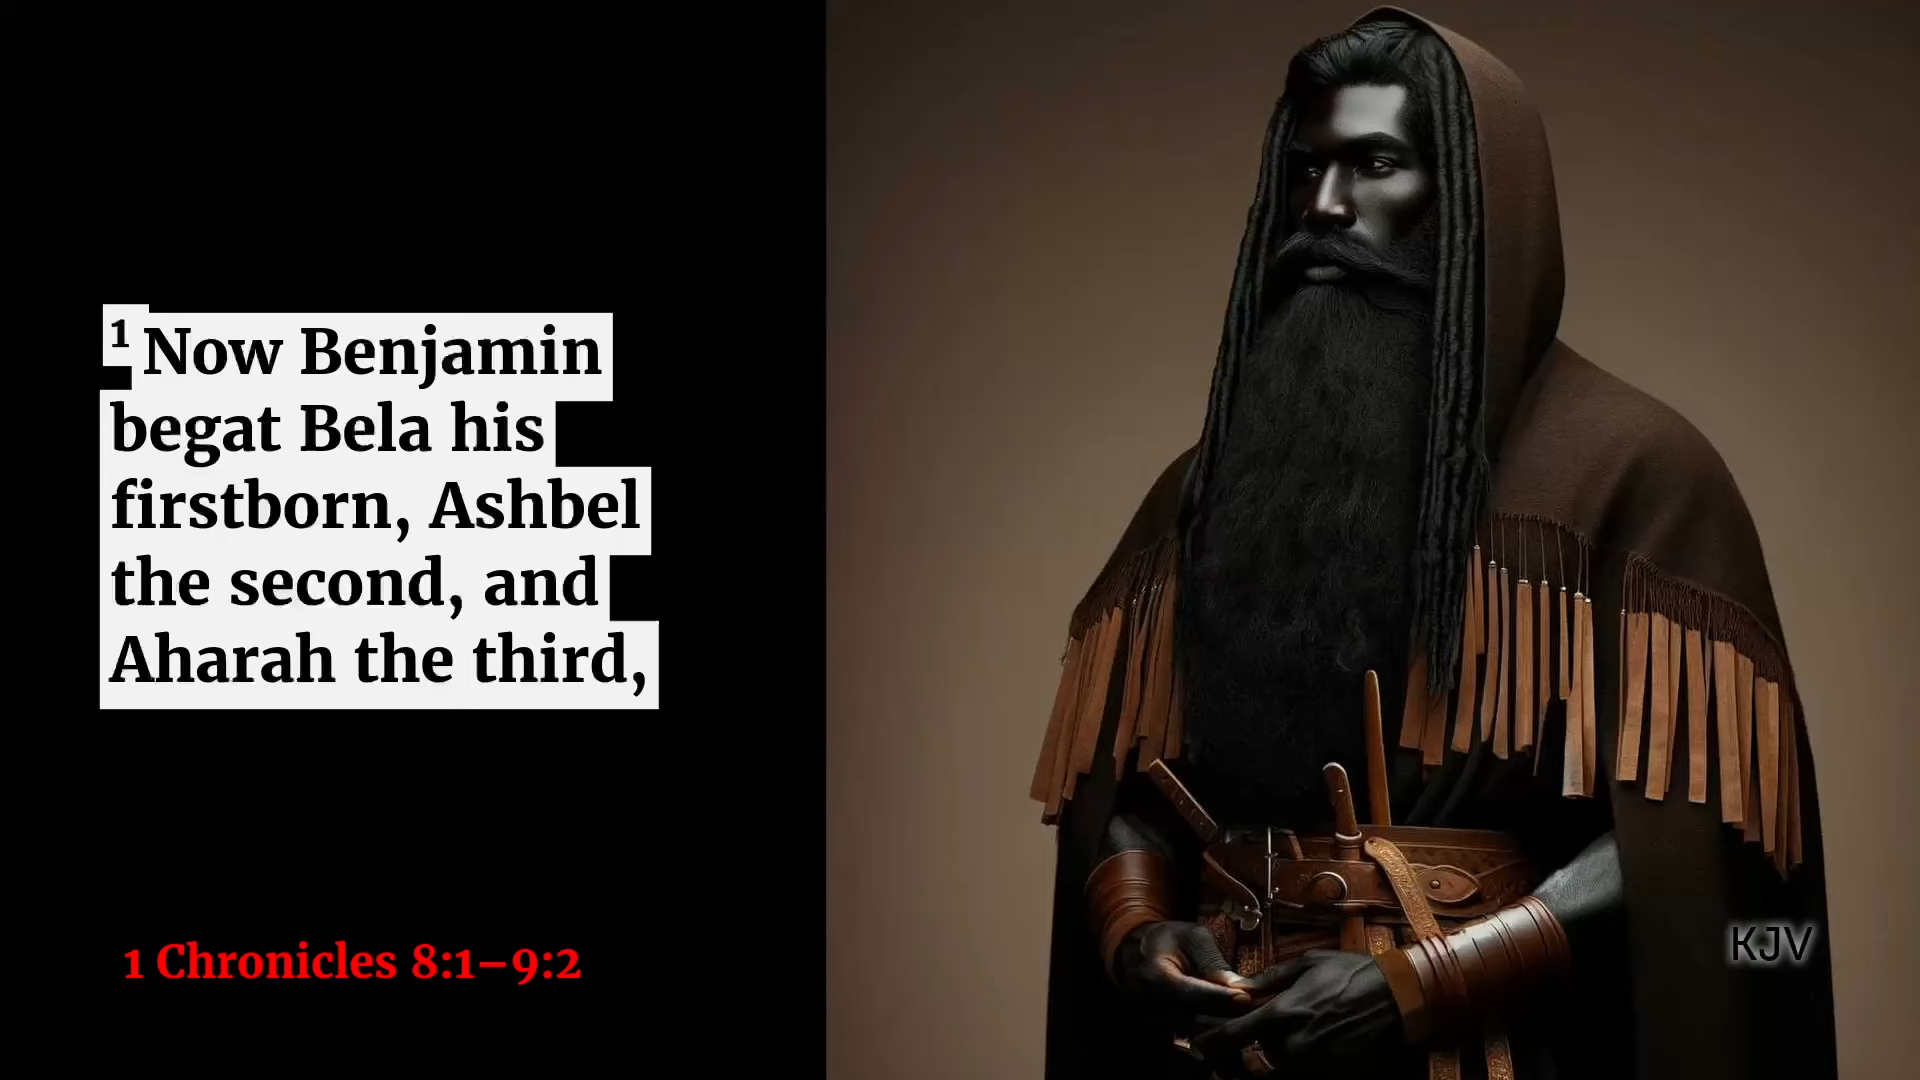 1 Now Benjamin
begat Bela his
firstborn, Ashbel
the second, and
Aharah the third,
1 Chronicles 8:1–9:2
KJV